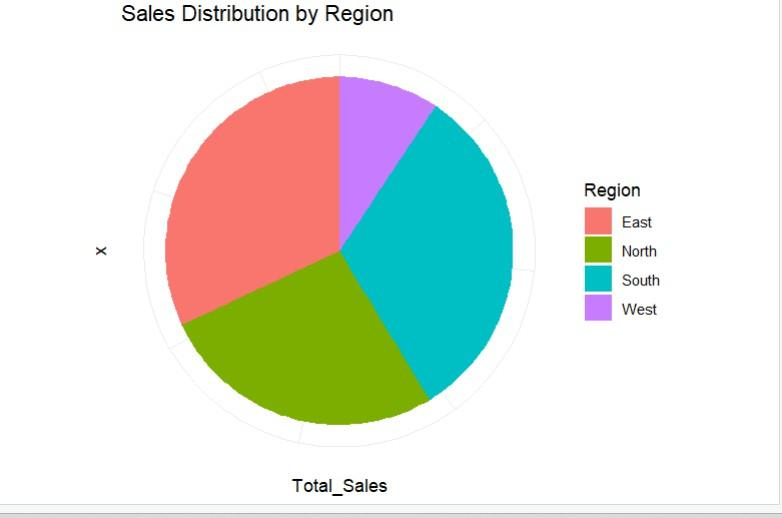 Sales Distribution by Region
x
Region
East
North
South
West
Total_Sales